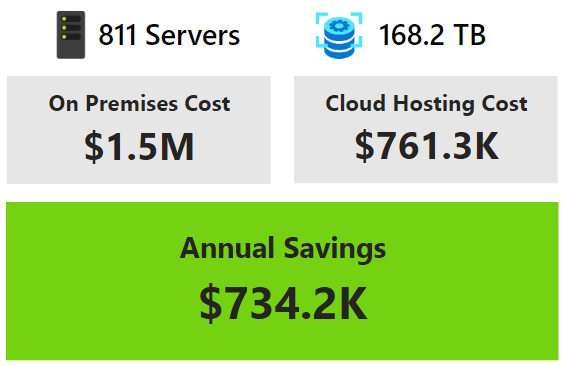 811 Servers
168.2 TB
On Premises Cost
$1.5M
Cloud Hosting Cost
$761.3K
Annual Savings
$734.2K